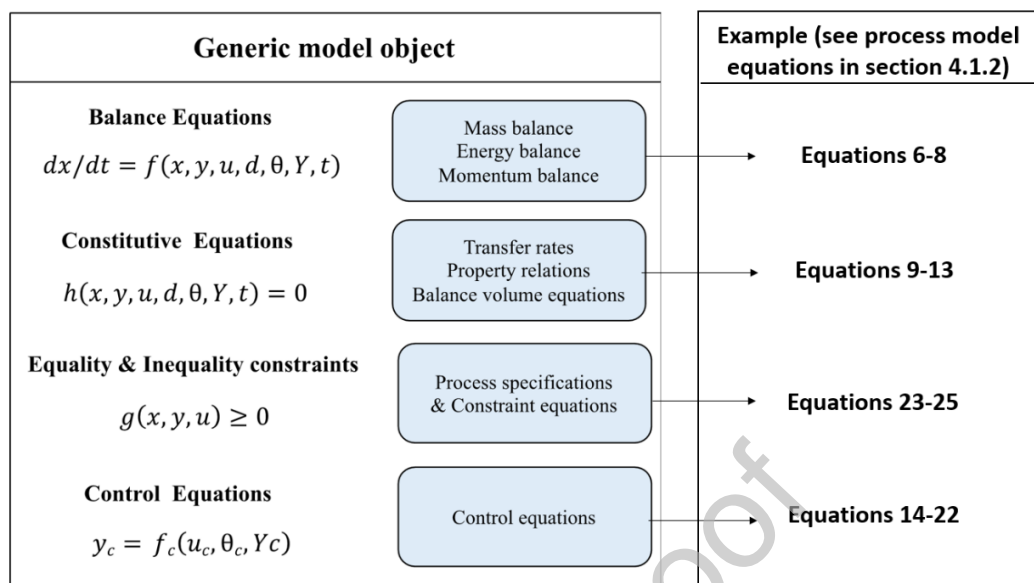 Generic model object
Example (see process model
equations in section 4.1.2)
Balance Equations
dx/dt = f(x, y, u, d, θ, Y, t)
Mass balance
Energy balance
Momentum balance
Equations 6-8
Constitutive Equations
h(x, y, u, d, θ, Y, t) = 0
Transfer rates
Property relations
Balance volume equations
Equations 9-13
Equality & Inequality constraints
g(x, y, u) ≥ 0
Process specifications
& Constraint equations
Equations 23-25
Control Equations
y_c = f_c(u_c, θ_c, Yc)
Control equations
Equations 14-22